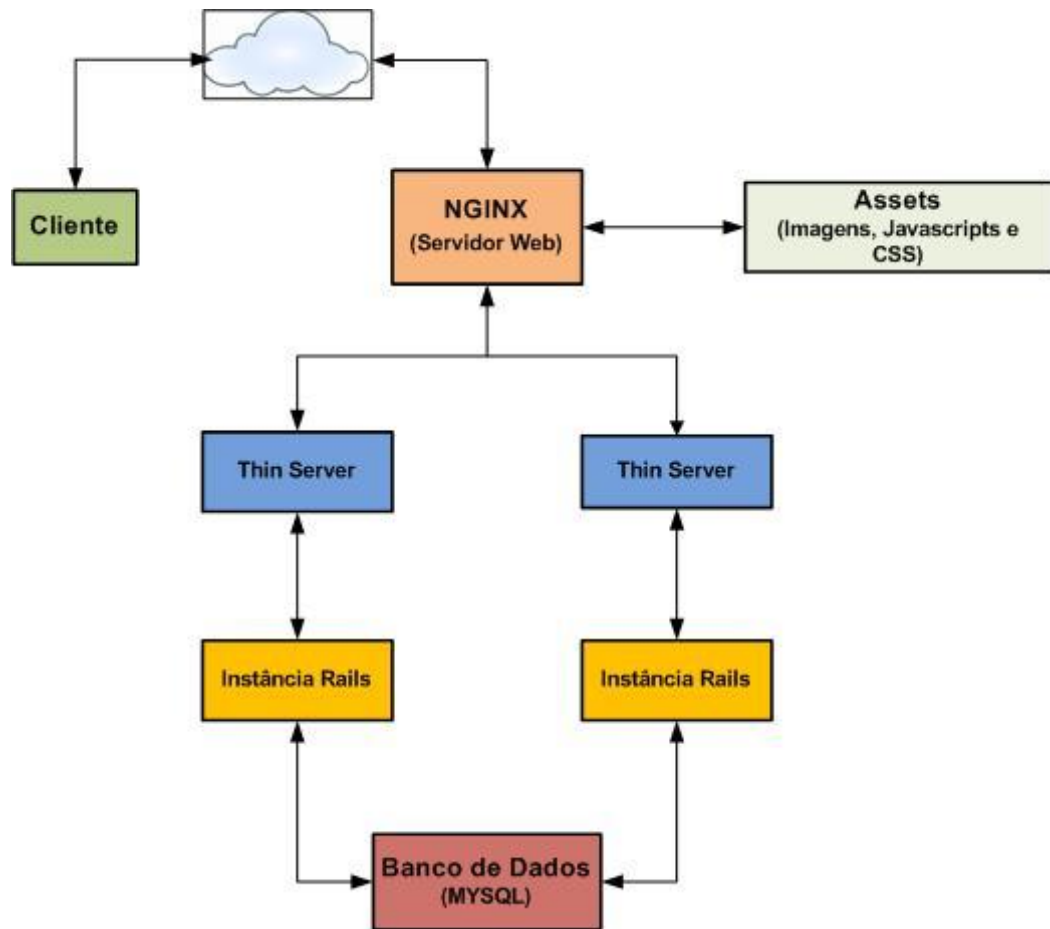 Cliente
NGINX
(Servidor Web)
Assets
(Imagens, Javascripts e
CSS)
Thin Server
Thin Server
Instância Rails
Instância Rails
Banco de Dados
(MYSQL)